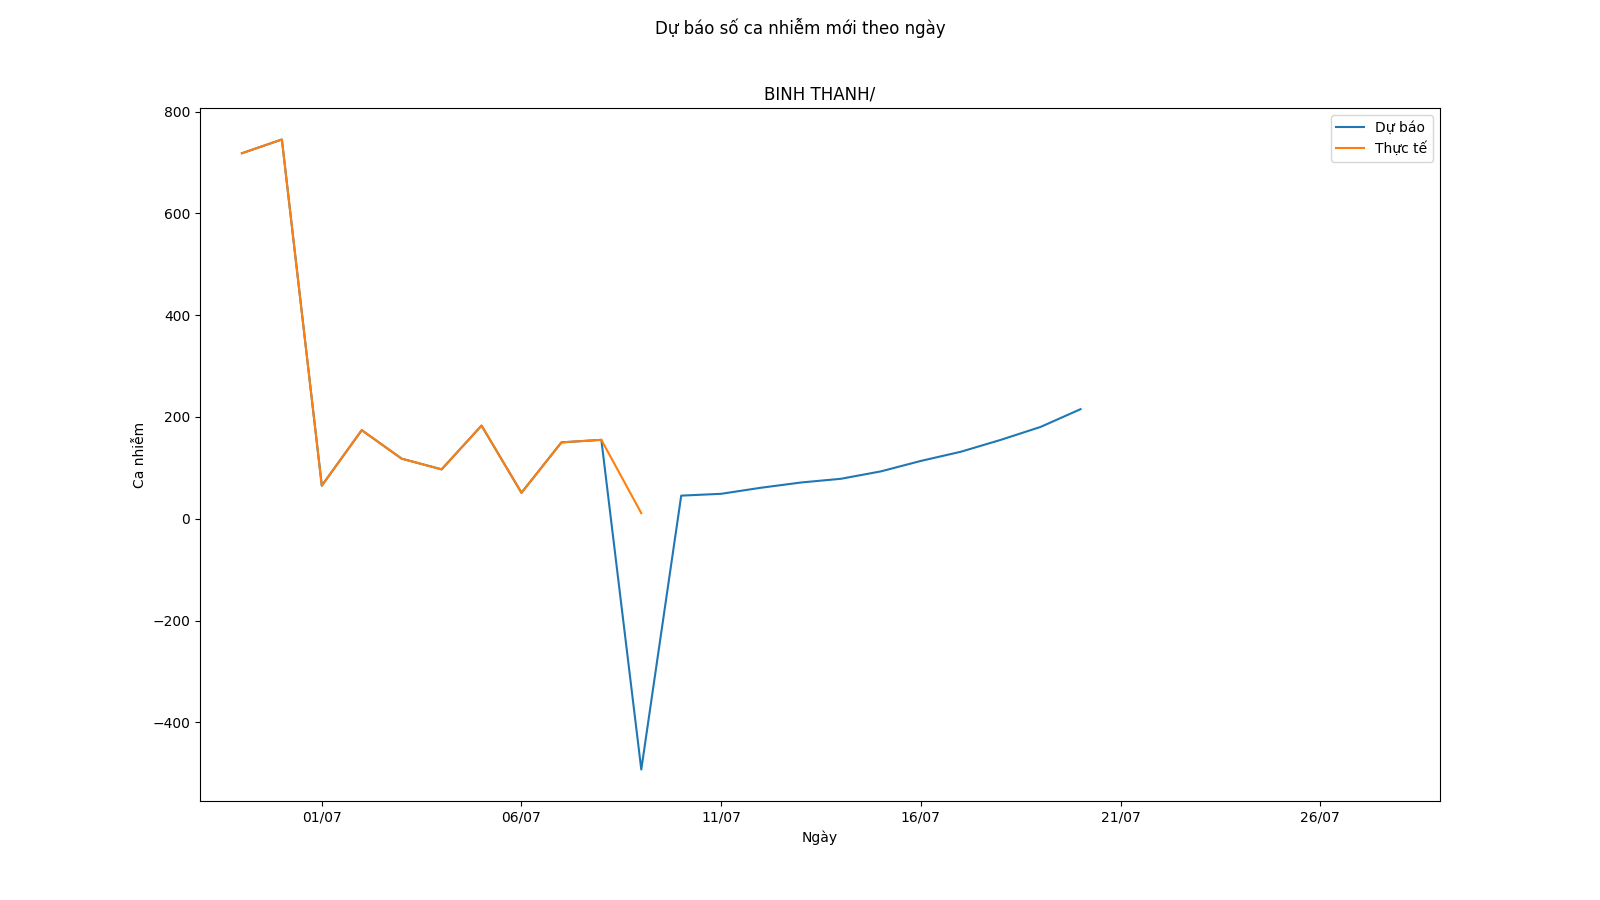 Dự báo số ca nhiễm mới theo ngày
BINH THANH/
Dự báo
Thực tế
800
600
400
200
0
−200
−400
Ca nhiễm
01/07
06/07
11/07
16/07
21/07
26/07
Ngày